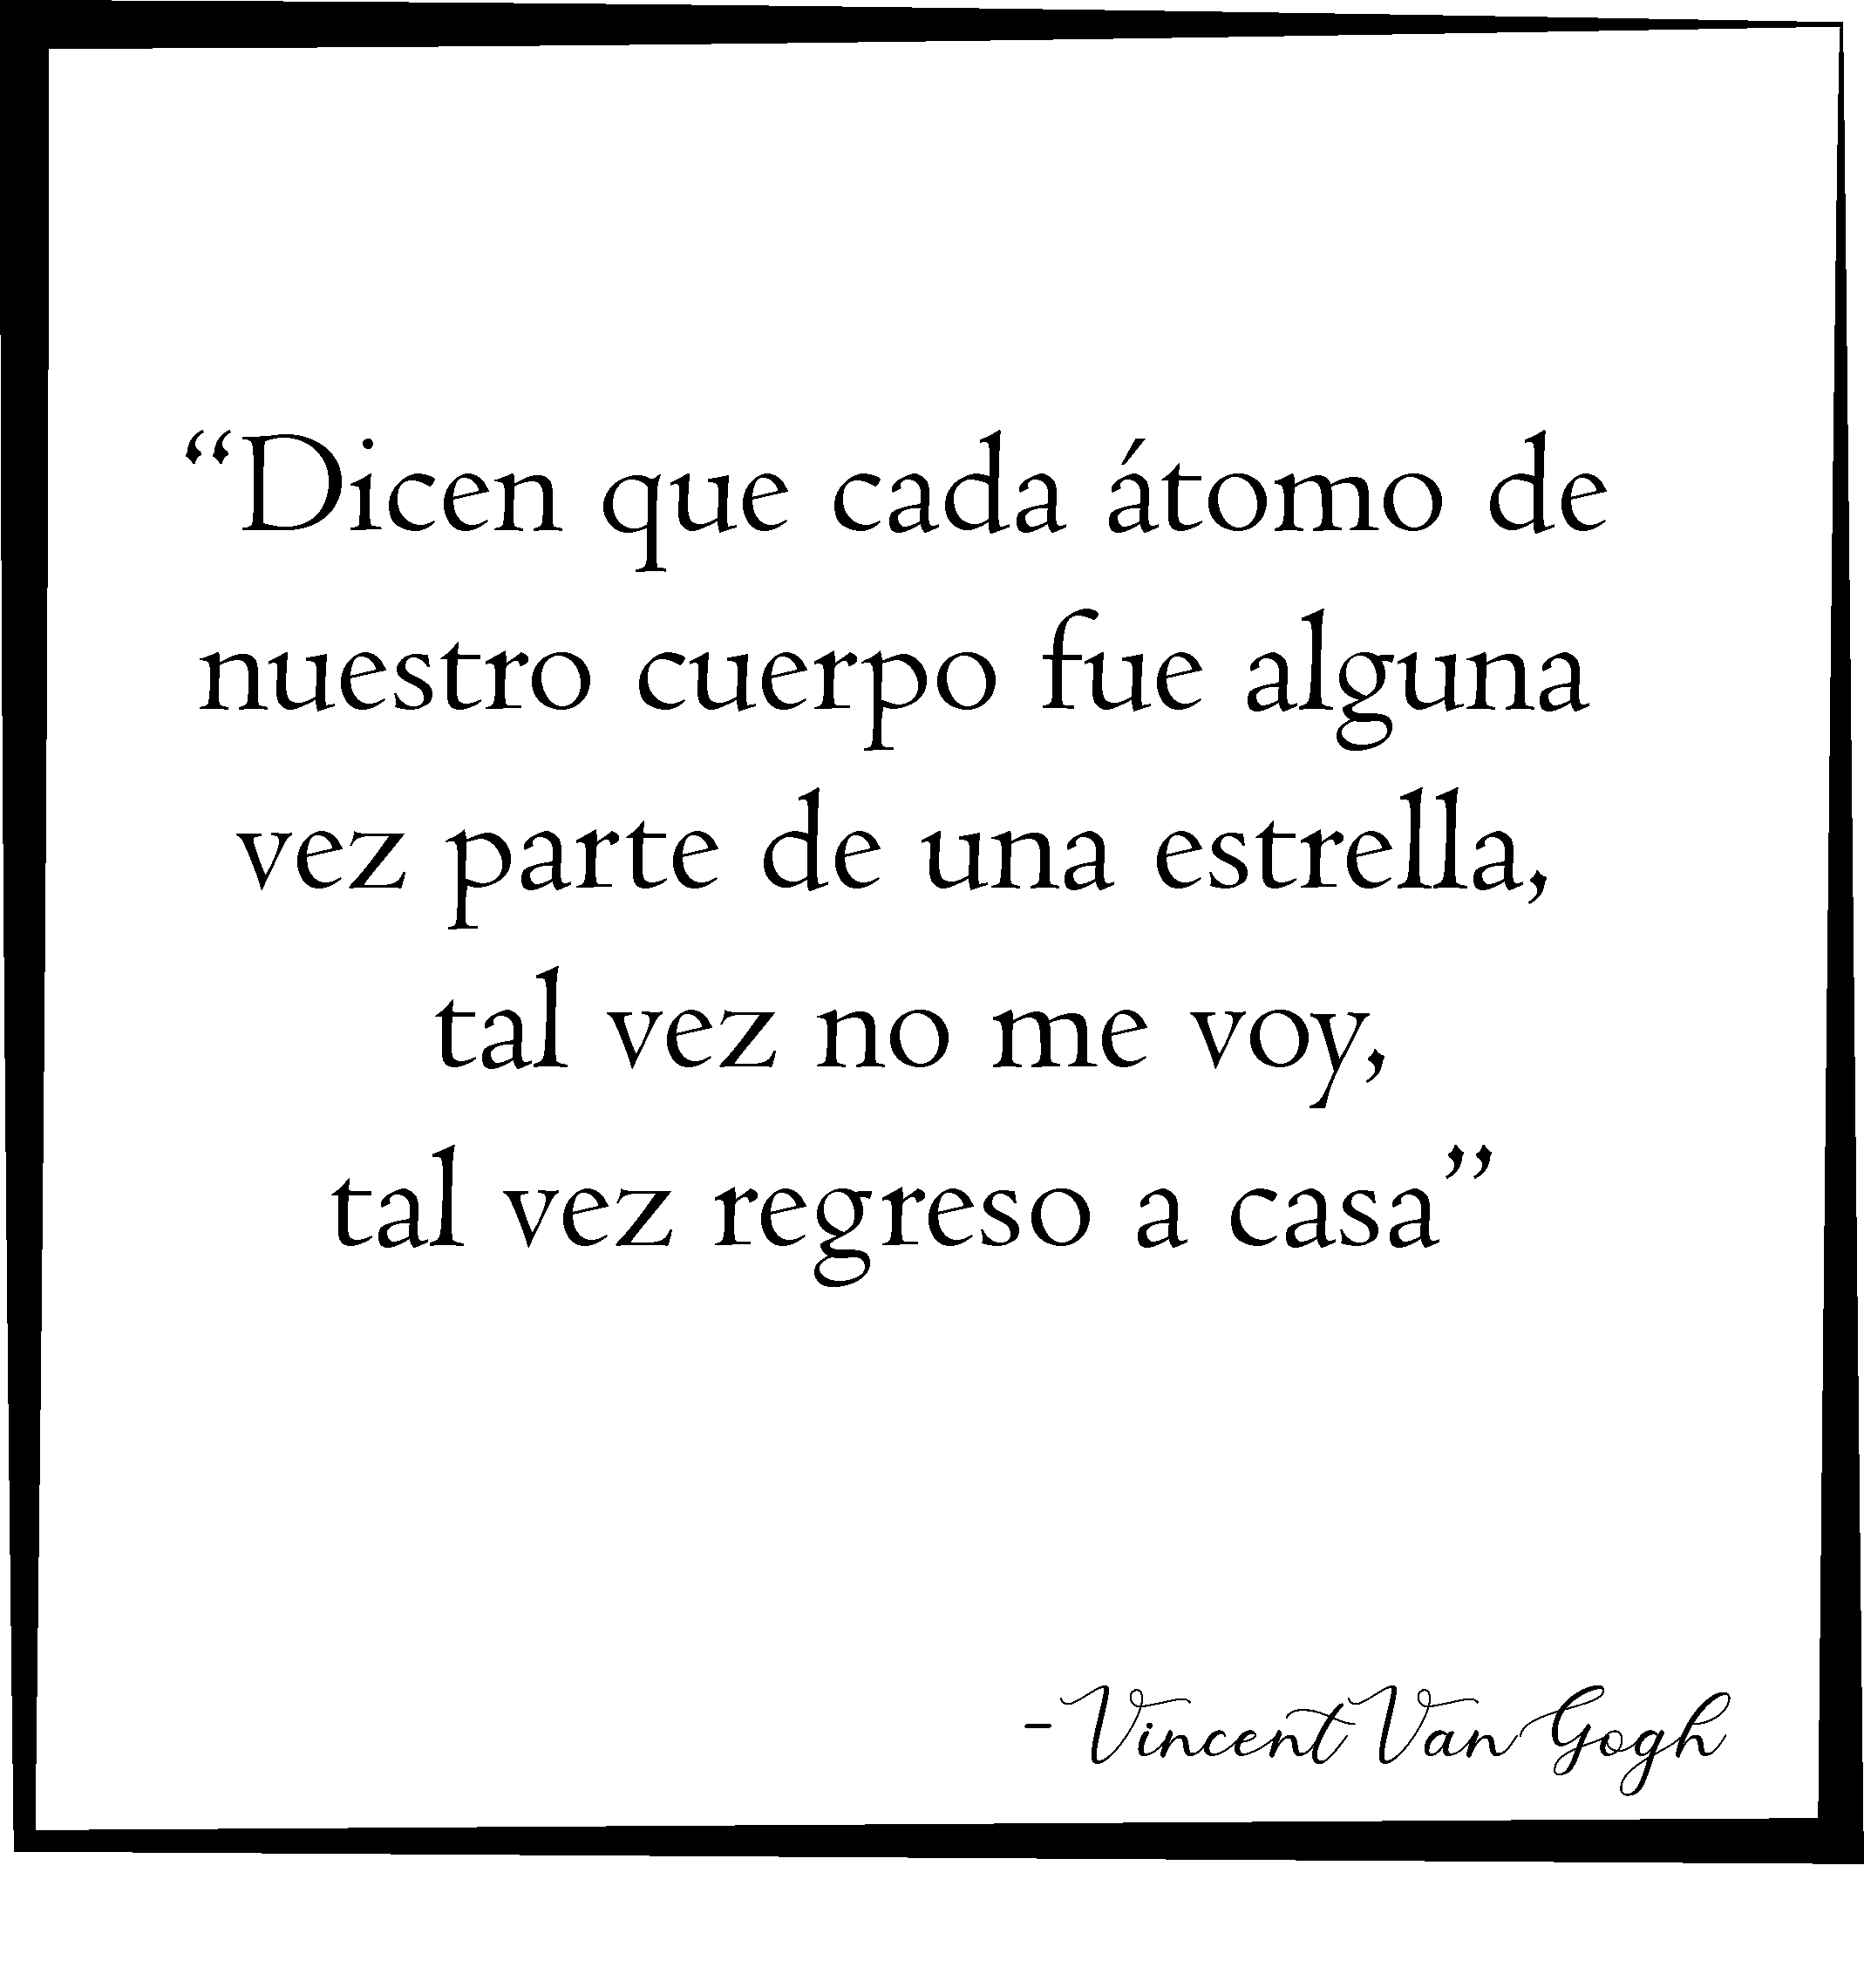 “Dicen que cada átomo de
nuestro cuerpo fue alguna
vez parte de una estrella,
tal vez no me voy,
tal vez regreso a casa”
-Vincent Van Gogh